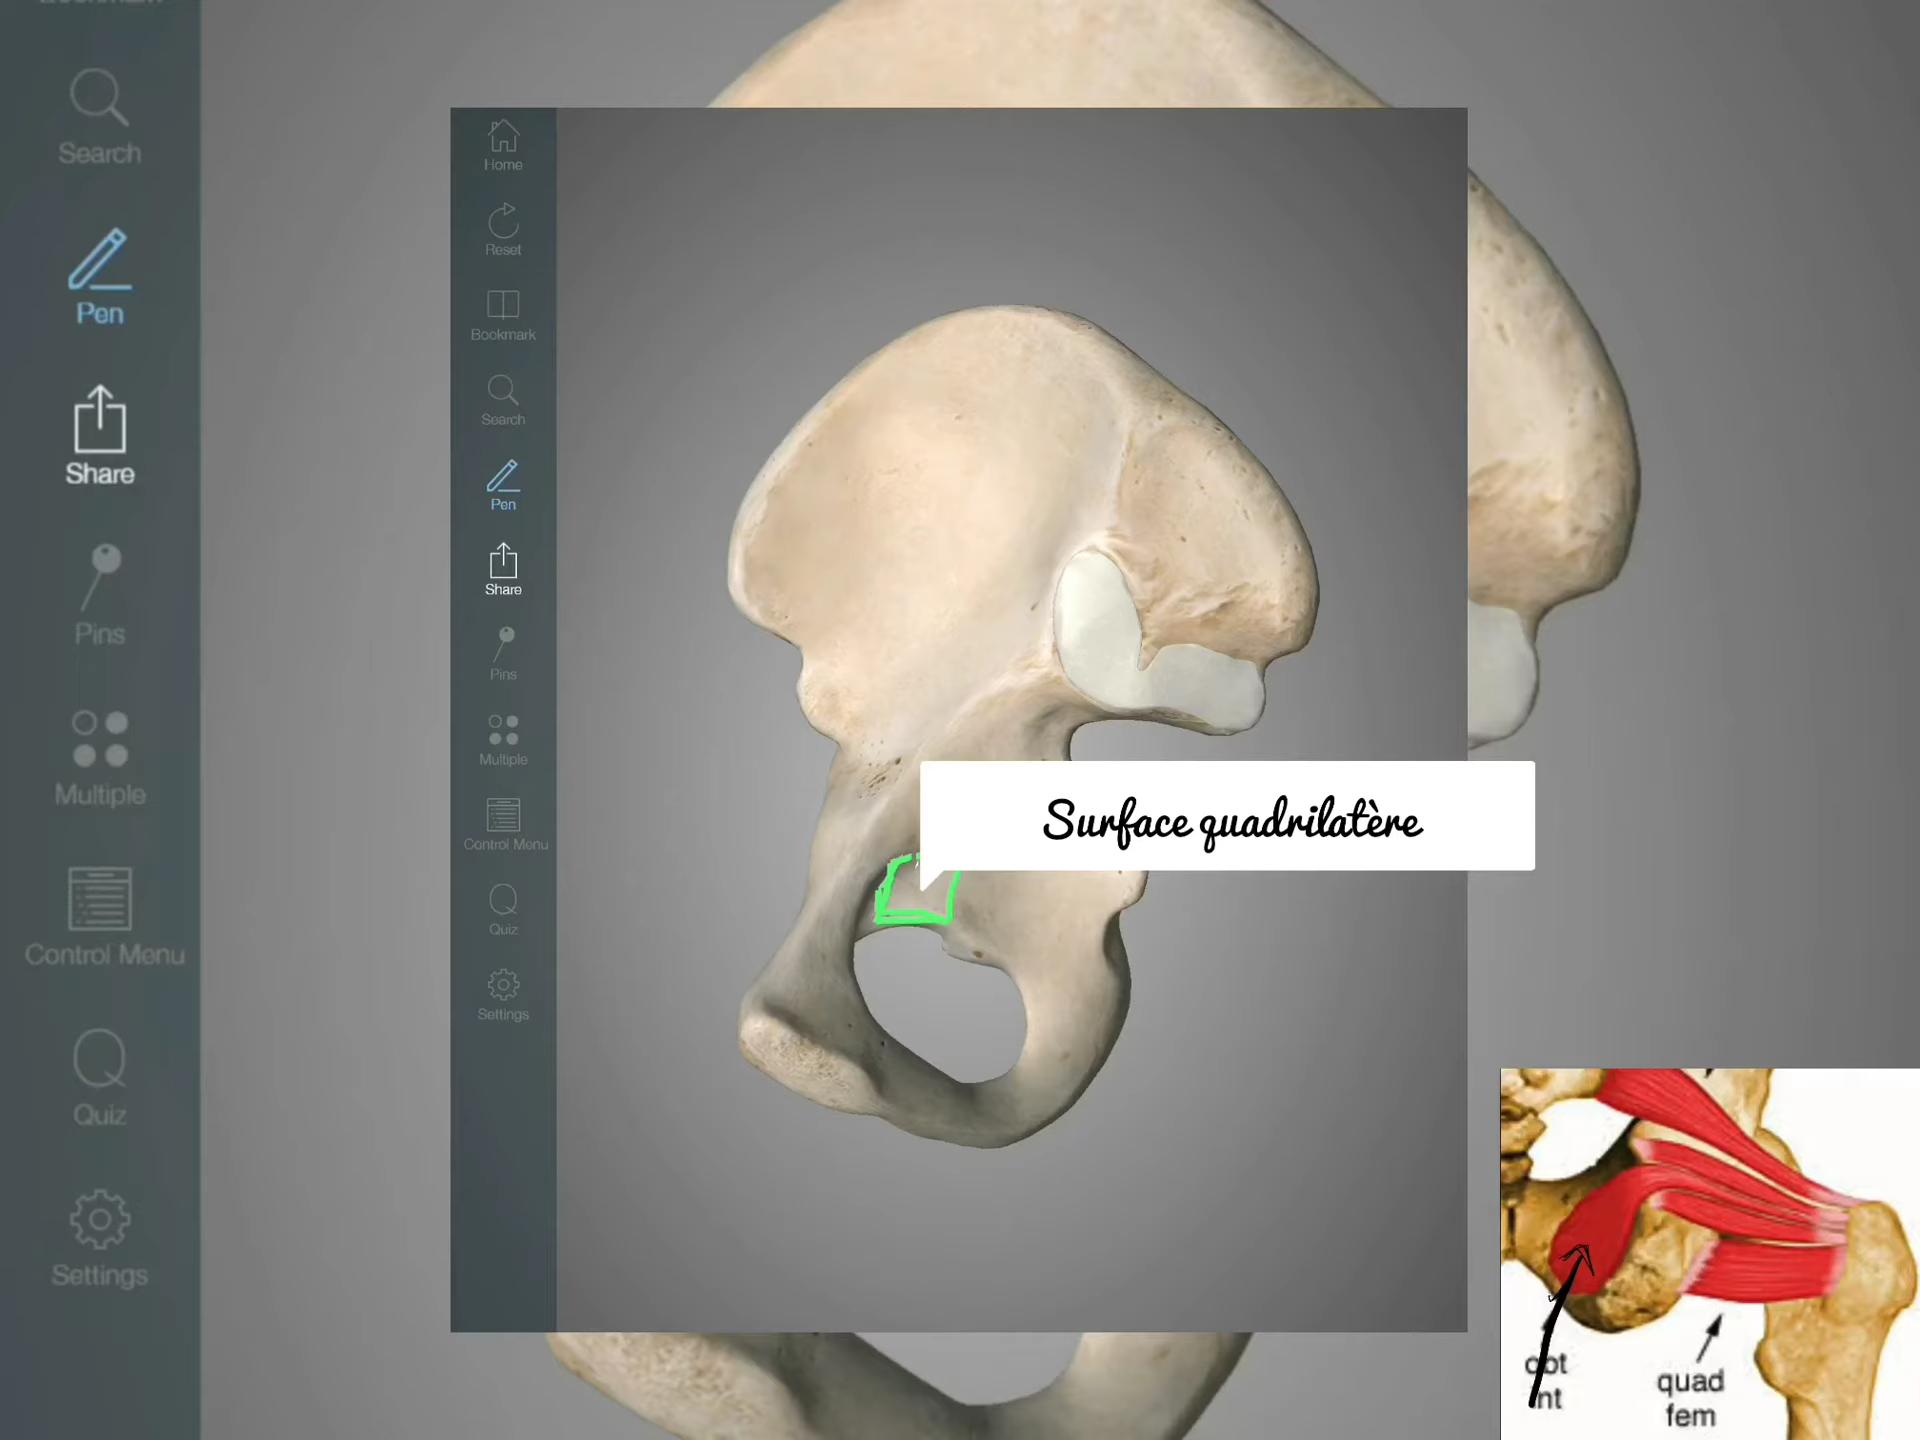 Search
Pen
Share
Pins
Multiple
Control Menu
Quiz
Settings
Home
Reset
Bookmark
Search
Pen
Share
Pins
Multiple
Control Menu
Quiz
Settings
Surface quadrilatère
quad
fem